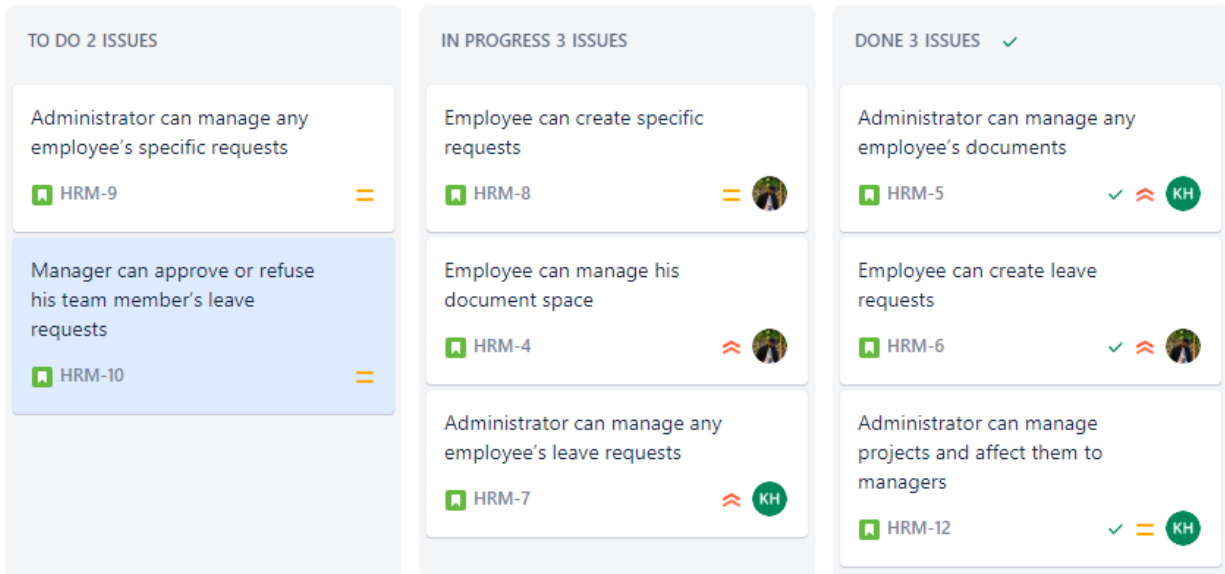 TO DO 2 ISSUES
Administrator can manage any
employee's specific requests
HRM-9
Manager can approve or refuse
his team member's leave
requests
HRM-10
IN PROGRESS 3 ISSUES
Employee can create specific
requests
HRM-8
Employee can manage his
document space
HRM-4
Administrator can manage any
employee's leave requests
HRM-7
KH
DONE 3 ISSUES
Administrator can manage any
employee's documents
HRM-5
KH
Employee can create leave
requests
HRM-6
Administrator can manage
projects and affect them to
managers
HRM-12
KH